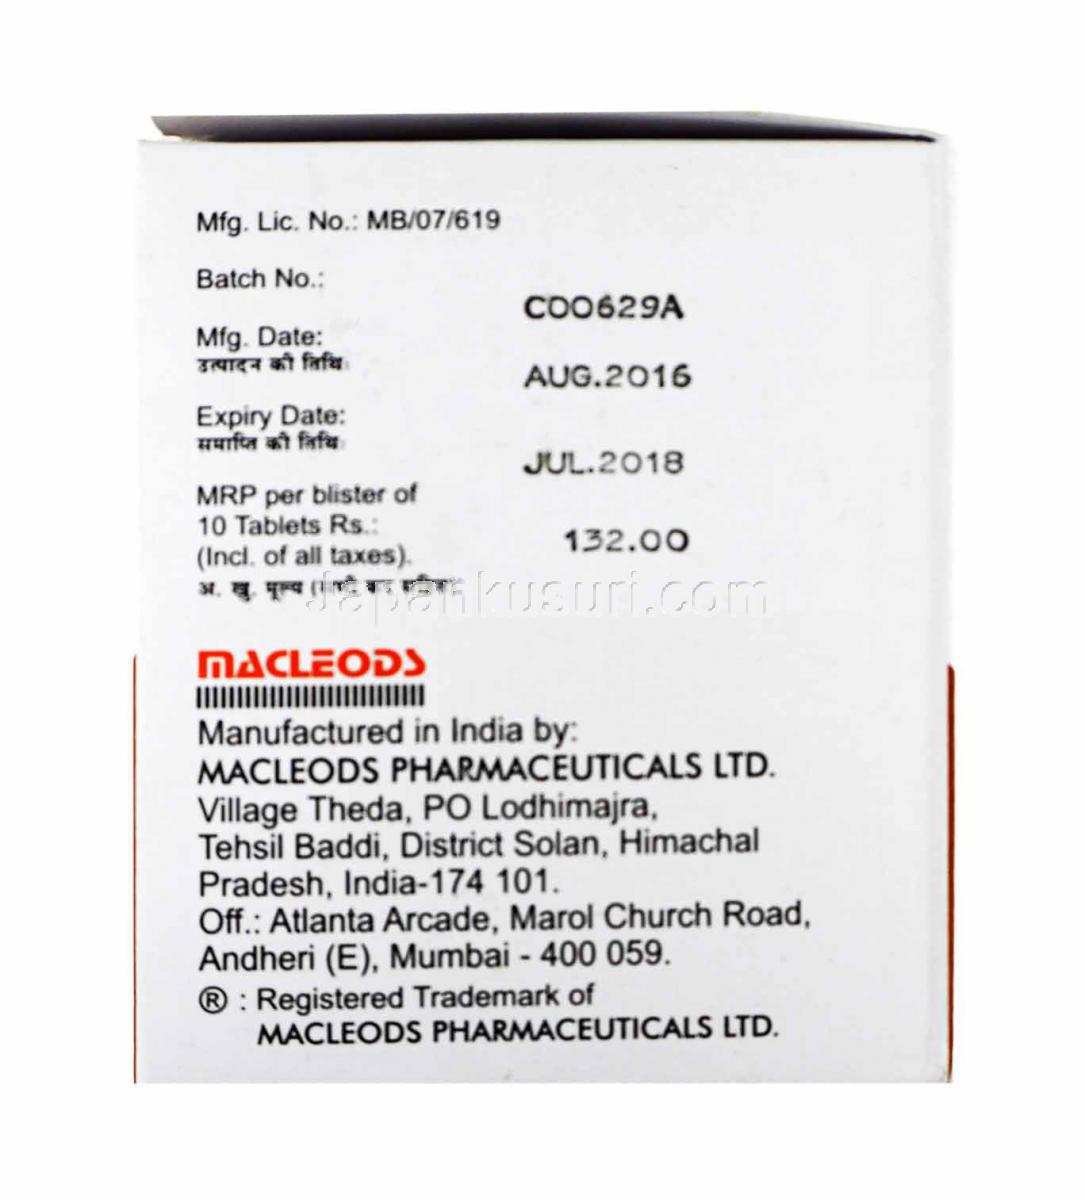 Mfg. Lic. No.: MB/07/619
Batch No.:
COO629A
Mfg. Date:
उत्पादन की तिथि:
AUG.2016
Expiry Date:
समाप्ति की तिथि:
JUL.2018
MRP per blister of
10 Tablets Rs.:
132.00
(Incl. of all taxes).
अ. खु. मूल्य
Japankusuri.com
MACLEODS
Manufactured in India by:
MACLEODS PHARMACEUTICALS LTD.
Village Theda, PO Lodhimajra,
Tehsil Baddi, District Solan, Himachal
Pradesh, India-174 101.
Off.: Atlanta Arcade, Marol Church Road,
Andheri (E), Mumbai - 400 059.
® : Registered Trademark of
MACLEODS PHARMACEUTICALS LTD.